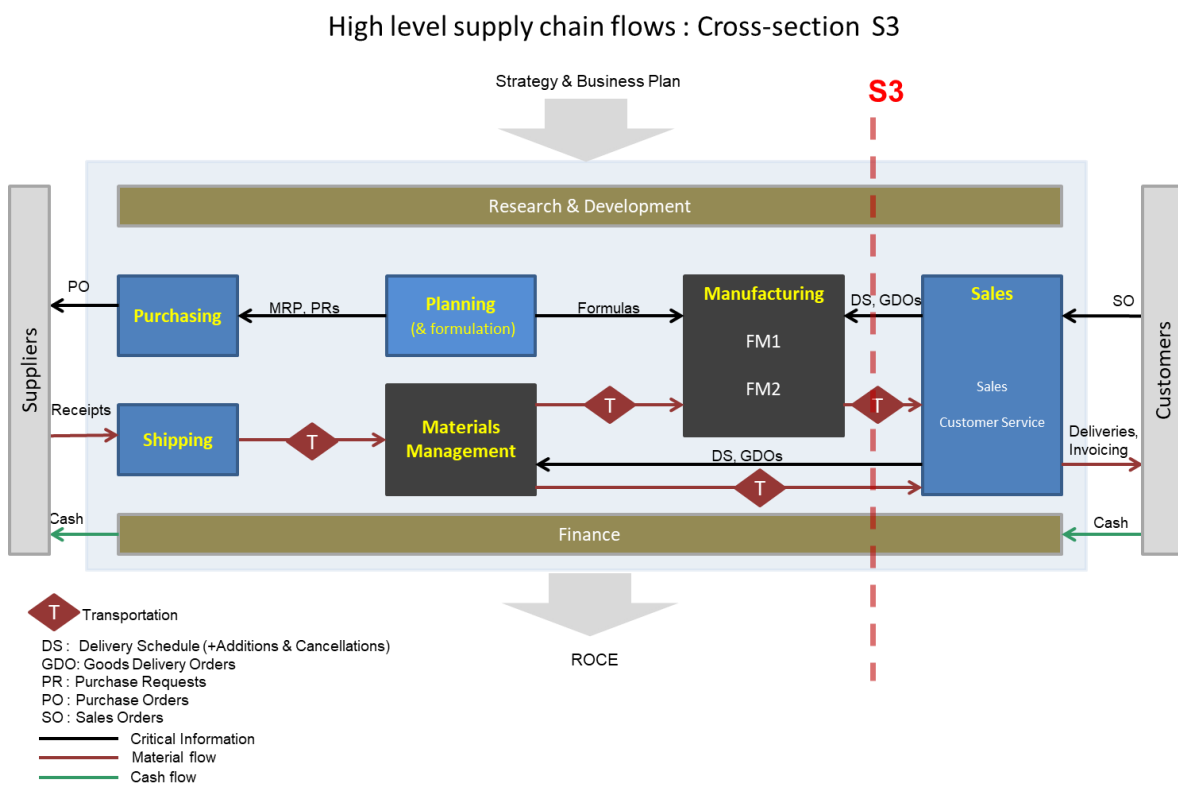 High level supply chain flows : Cross-section S3
Strategy & Business Plan
S3
Research & Development
PO
Purchasing
MRP, PRs
Planning
(& formulation)
Formulas
Manufacturing
FM1
FM2
DS, GDOs
Sales
Sales
Customer Service
SO
Suppliers
Customers
Receipts
Shipping
T
Materials
Management
T
T
DS, GDOs
T
Deliveries,
Invoicing
Cash
Finance
Cash
T
Transportation
DS : Delivery Schedule (+Additions & Cancellations)
GDO: Goods Delivery Orders
PR : Purchase Requests
PO : Purchase Orders
SO : Sales Orders
Critical Information
Material flow
Cash flow
ROCE